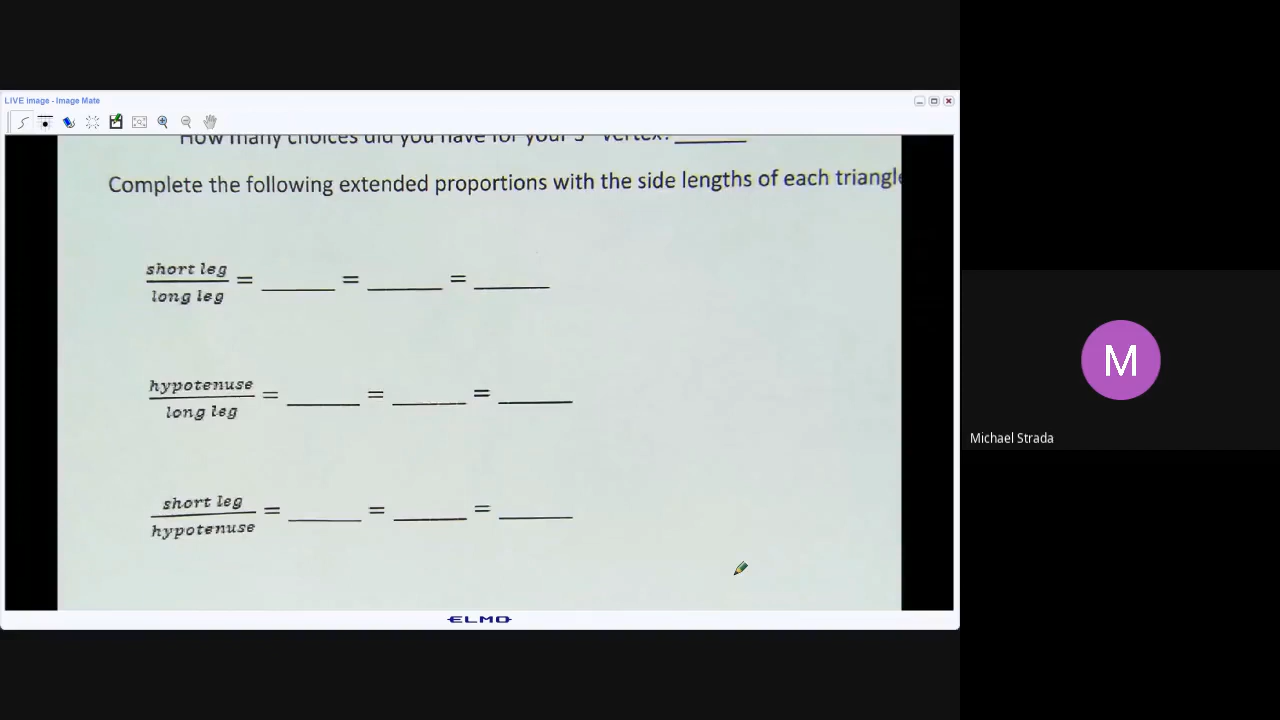 LIVE image - Image Mate
How many choices did you have for your 3 vertex? ______
Complete the following extended proportions with the side lengths of each triangle
short leg
long leg
= ______ = ______ = ______
hypotenuse
long leg
= ______ = ______ = ______
short leg
hypotenuse
= ______ = ______ = ______
ELMO
M
Michael Strada